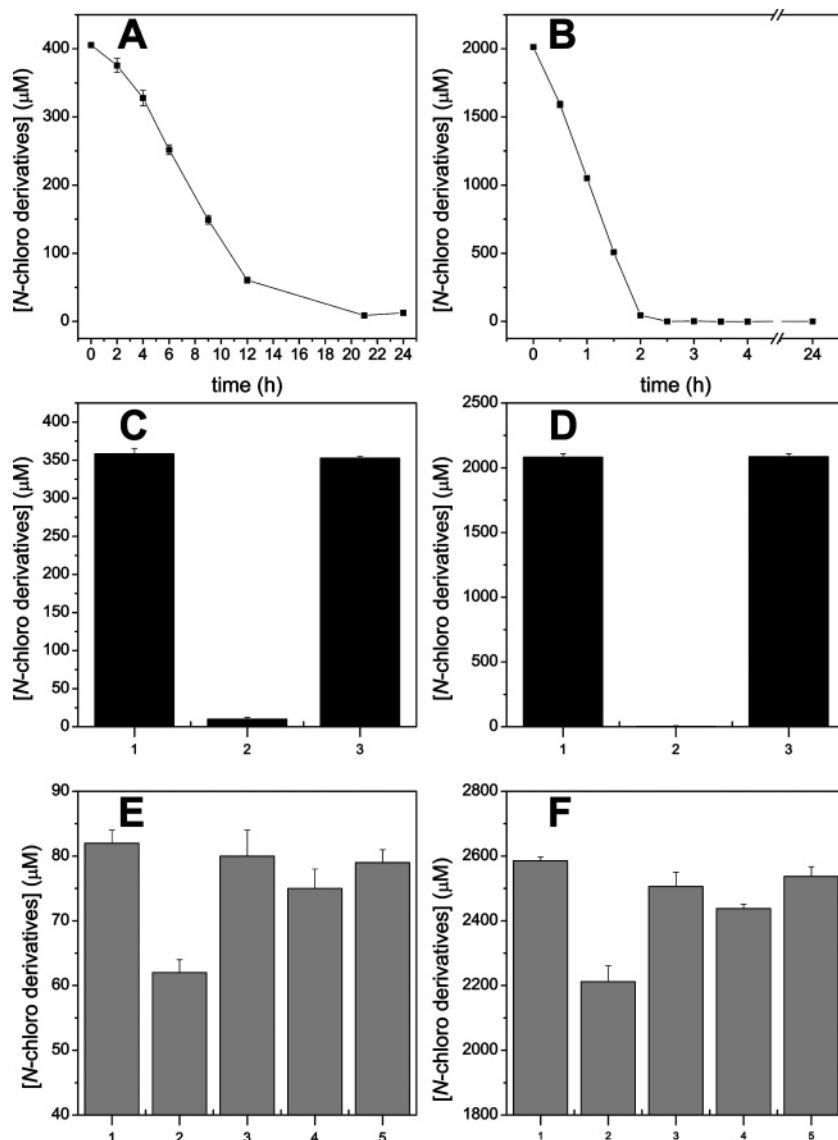 A
[N-chloro derivatives] (μM)
400
300
200
100
0
0 2 4 6 8 10 12 14 16 18 20 22 24
time (h)
B
[N-chloro derivatives] (μM)
2000
1500
1000
500
0
0 1 2 3 4 24
time (h)
C
[N-chloro derivatives] (μM)
400
350
300
250
200
150
100
50
0
1 2 3
D
[N-chloro derivatives] (μM)
2500
2000
1500
1000
500
0
1 2 3
E
[N-chloro derivatives] (μM)
90
80
70
60
50
40
1 2 3 4 5
F
[N-chloro derivatives] (μM)
2800
2600
2400
2200
2000
1800
1 2 3 4 5